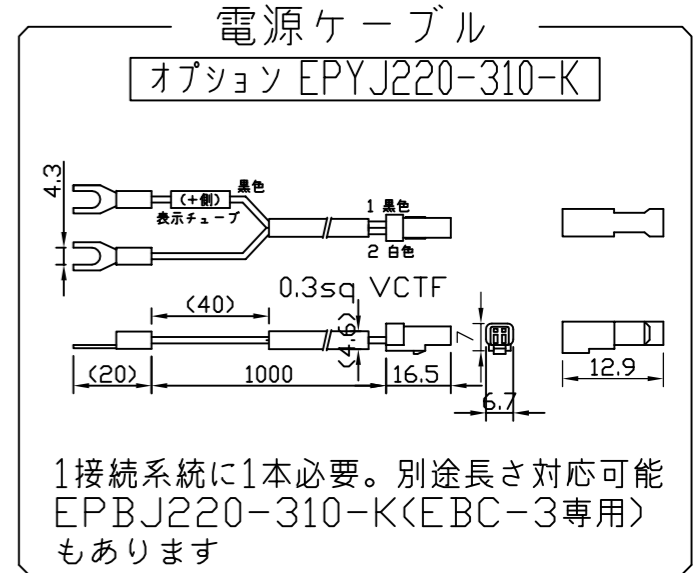 電源ケーブル
オプション EPYJ220-310-K
4.3
(+側)
黒色
表示チューブ
1 黒色
2 白色
0.3sq VCTF
(40)
(4.6)
7
(20)
1000
16.5
6.7
12.9
1接続系統に1本必要。別途長さ対応可能
EPBJ220-310-K(EBC-3専用)
もあります